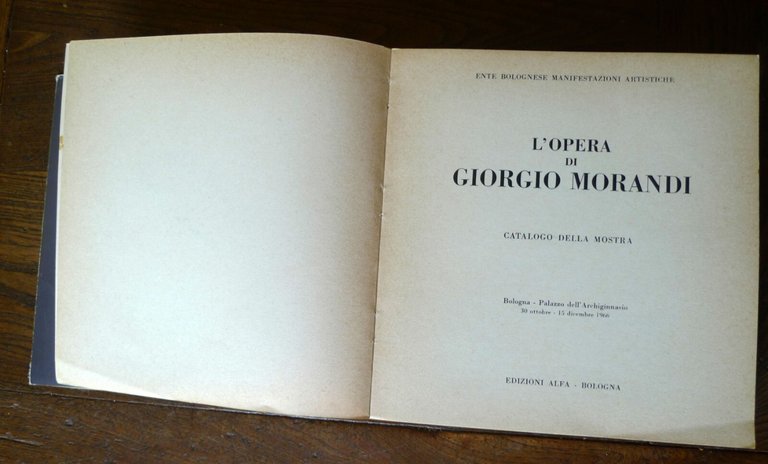 ENTE BOLOGNESE MANIFESTAZIONI ARTISTICHE
L'OPERA
DI
GIORGIO MORANDI
CATALOGO DELLA MOSTRA
Bologna - Palazzo dell'Archiginnasio
30 ottobre - 15 dicembre 1966
EDIZIONI ALFA - BOLOGNA